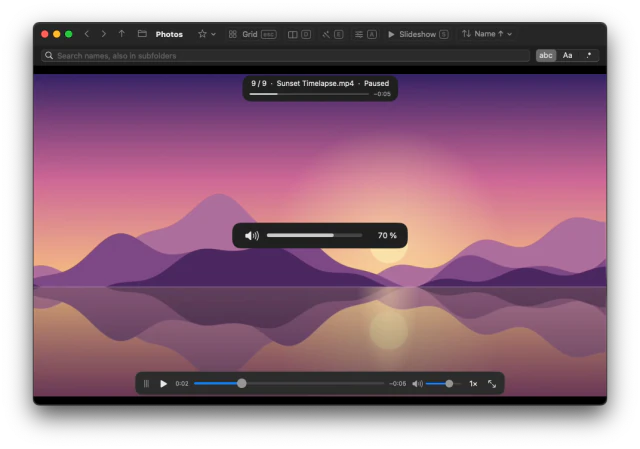 Photos Grid esc D S A Slideshow S Name
Search names, also in subfolders abc Aa .*
9 / 9 · Sunset Timelapse.mp4 · Paused
−0:05
70 %
0:02 −0:05 1×